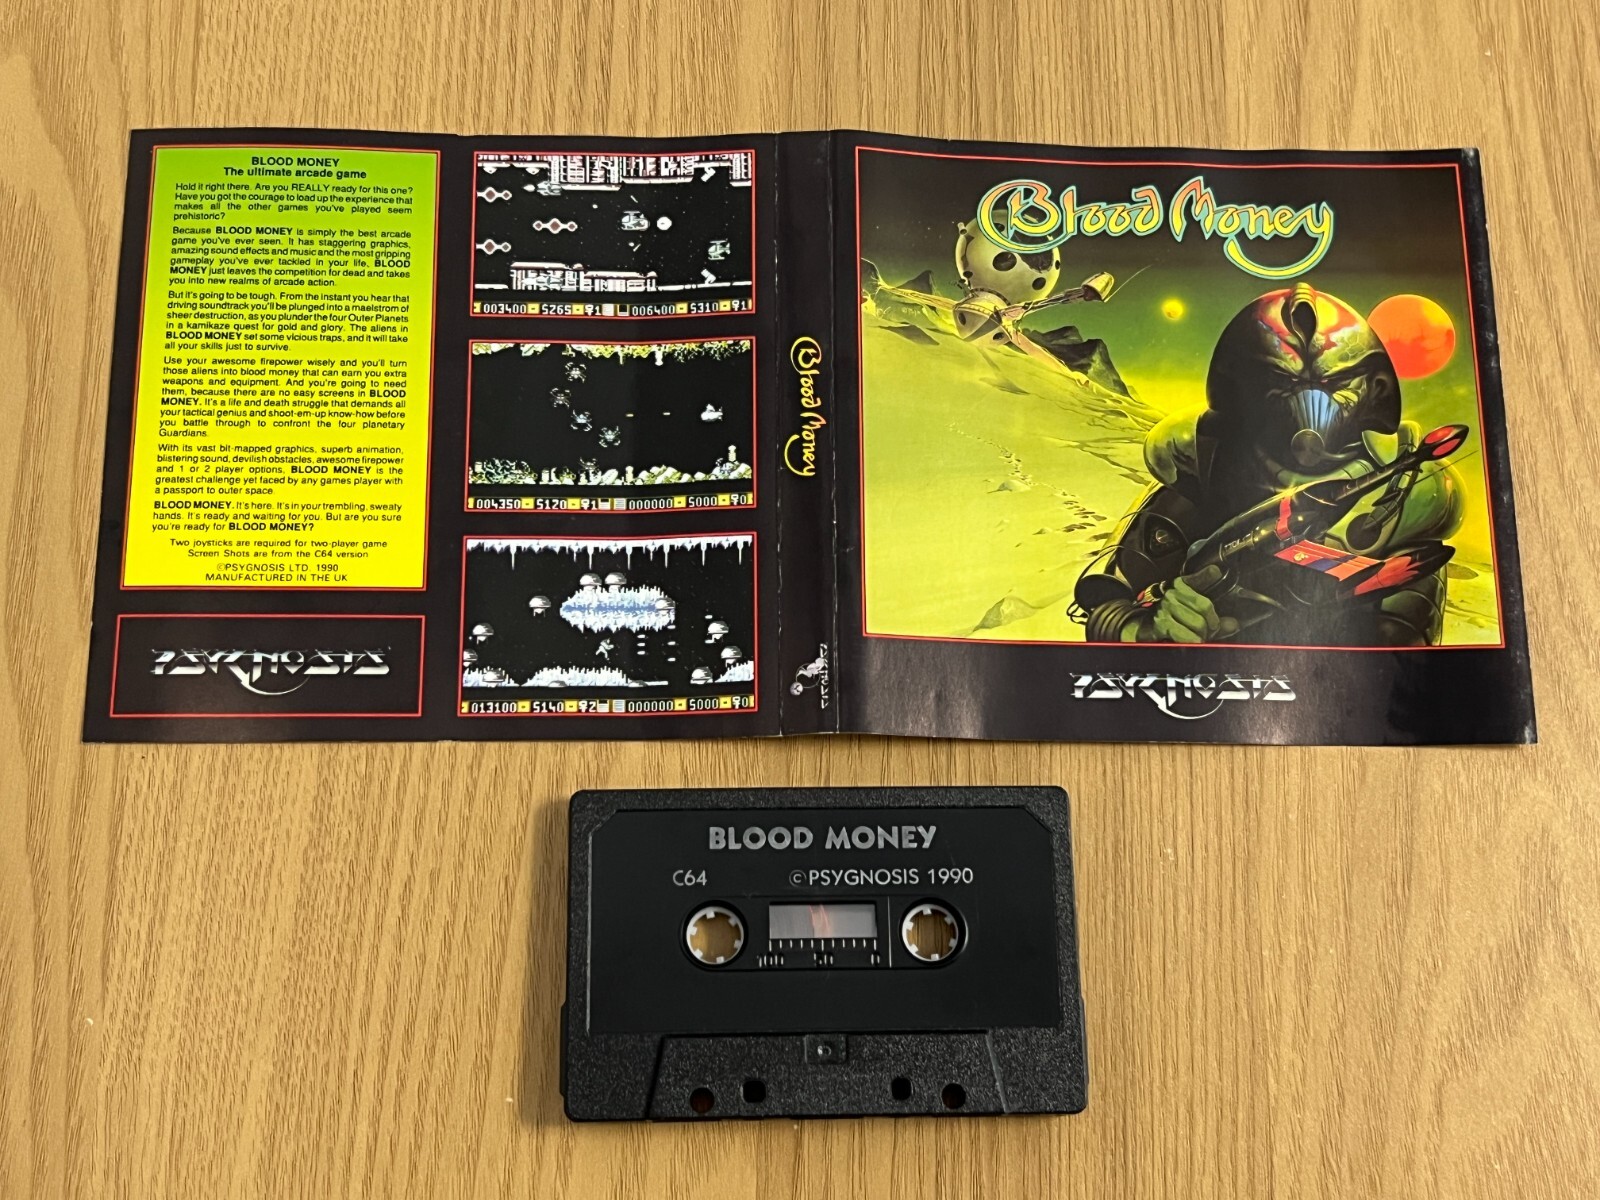 BLOOD MONEY
The ultimate arcade game
Hold it right there. Are you REALLY ready for this one?
Have you got the courage to load up the experience that
makes all the other games you've played seem
prehistoric?
Because BLOOD MONEY is simply the best arcade
game you've ever seen. It has staggering graphics,
amazing sound effects and music and the most gripping
gameplay you've ever tackled in your life. BLOOD
MONEY just leaves the competition for dead and takes
you into new realms of arcade action.
But it's going to be tough. From the instant you hear that
driving soundtrack you'll be plunged into a maelstrom of
sheer destruction, as you plunder the four Outer Planets
in a kamikaze quest for gold and glory. The aliens in
BLOOD MONEY set some vicious traps, and it will take
all your skills just to survive.
Use your awesome firepower wisely and you'll turn
those aliens into blood money that can earn you extra
weapons and equipment. And you're going to need
them, because there are no easy screens in BLOOD
MONEY. It's a life and death struggle that demands all
your tactical genius and shoot-em-up know-how before
you battle through to confront the four planetary
Guardians.
With its vast bit-mapped graphics, superb animation,
blistering sound, devilish obstacles, awesome firepower
and 1 or 2 player options, BLOOD MONEY is the
greatest challenge yet faced by any games player with
a passport to outer space.
BLOOD MONEY. It's here. It's in your trembling, sweaty
hands. It's ready and waiting for you. But are you sure
you're ready for BLOOD MONEY?
Two joysticks are required for two-player game
Screen Shots are from the C64 version
©PSYGNOSIS LTD. 1990
MANUFACTURED IN THE UK
PSYGNOSIS
003400 5265 1 006400 5310 1
004350 5120 1 000000 5000 0
013100 5140 2 000000 5000 0
Blood Money
PSYGNOSIS
Blood Money
PSYGNOSIS
BLOOD MONEY
C64 ©PSYGNOSIS 1990
100 50 0